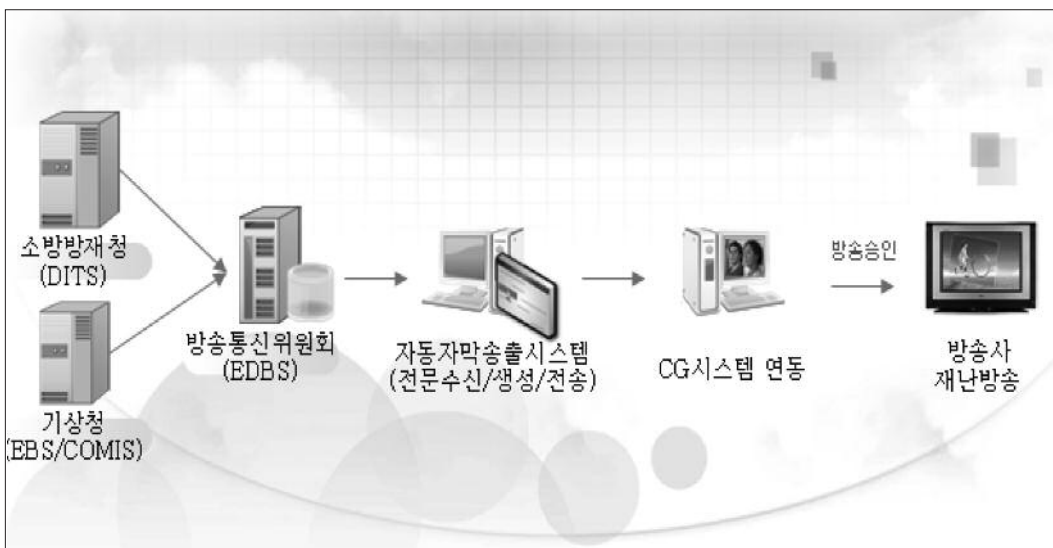 소방방재청
(DITS)
기상청
(EBS/COMIS)
방송통신위원회
(EDBS)
자동자막송출시스템
(전문수신/생성/전송)
CG시스템 연동
방송승인
방송사
재난방송